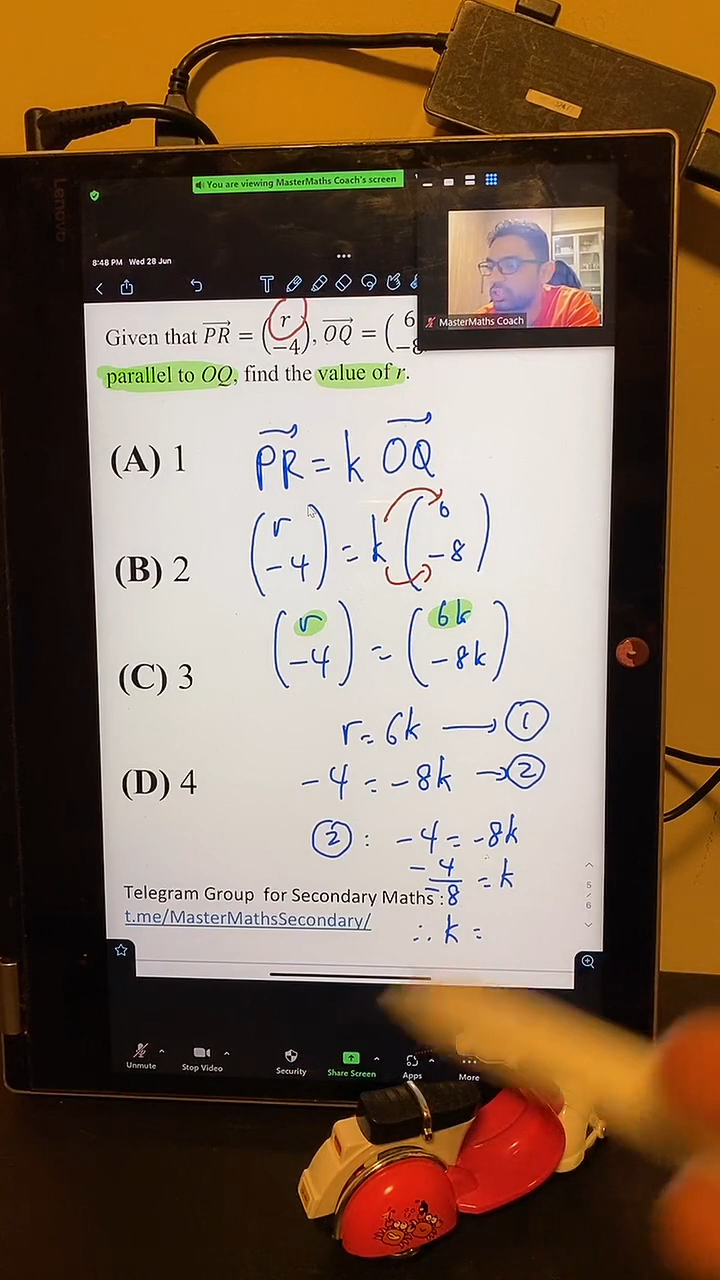 Lenovo
You are viewing MasterMaths Coach's screen
8:48 PM Wed 28 Jun
MasterMaths Coach
Given that PR = (r −4), OQ = (6 −8
parallel to OQ, find the value of r.
(A) 1
PR = k OQ
(B) 2
(r −4) = k (6 −8)
(r −4) = (6k −8k)
(C) 3
r = 6k → ①
(D) 4
-4 = -8k → ②
② : -4 = -8k
-4/-8 = k
Telegram Group for Secondary Maths :
t.me/MasterMathsSecondary/
∴ k =
5/6
Unmute
Stop Video
Security
Share Screen
Apps
More